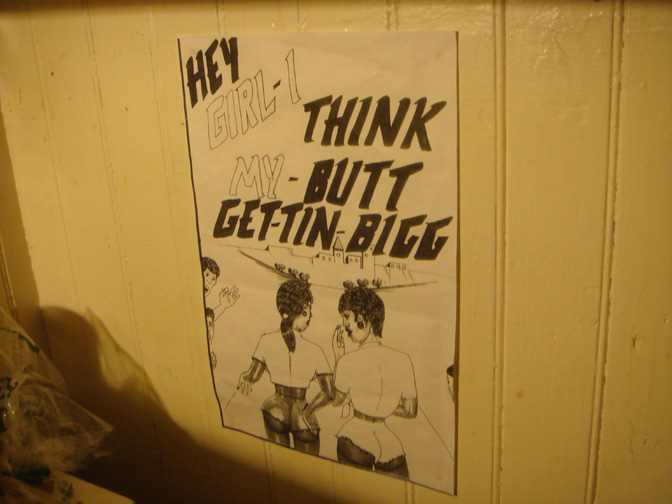 HEY
GIRL-I
THINK
MY-BUTT
GET-TIN-BIGG